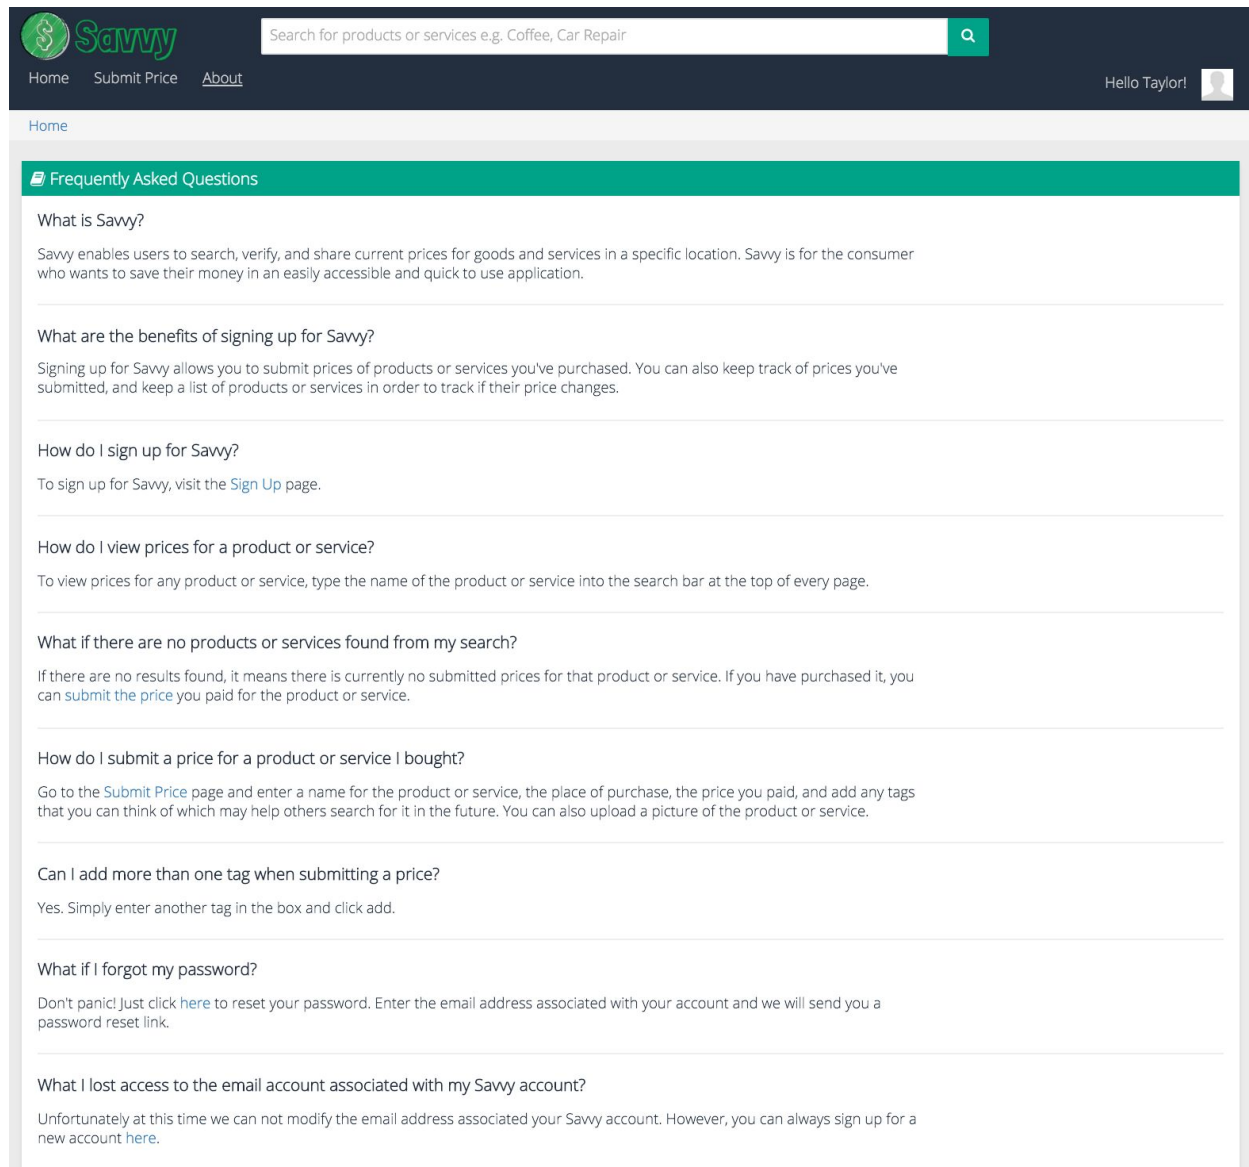 Savvy
Search for products or services e.g. Coffee, Car Repair
Home Submit Price About
Hello Taylor!
Home
Frequently Asked Questions
What is Savvy?
Savvy enables users to search, verify, and share current prices for goods and services in a specific location. Savvy is for the consumer
who wants to save their money in an easily accessible and quick to use application.
What are the benefits of signing up for Savvy?
Signing up for Savvy allows you to submit prices of products or services you've purchased. You can also keep track of prices you've
submitted, and keep a list of products or services in order to track if their price changes.
How do I sign up for Savvy?
To sign up for Savvy, visit the Sign Up page.
How do I view prices for a product or service?
To view prices for any product or service, type the name of the product or service into the search bar at the top of every page.
What if there are no products or services found from my search?
If there are no results found, it means there is currently no submitted prices for that product or service. If you have purchased it, you
can submit the price you paid for the product or service.
How do I submit a price for a product or service I bought?
Go to the Submit Price page and enter a name for the product or service, the place of purchase, the price you paid, and add any tags
that you can think of which may help others search for it in the future. You can also upload a picture of the product or service.
Can I add more than one tag when submitting a price?
Yes. Simply enter another tag in the box and click add.
What if I forgot my password?
Don't panic! Just click here to reset your password. Enter the email address associated with your account and we will send you a
password reset link.
What I lost access to the email account associated with my Savvy account?
Unfortunately at this time we can not modify the email address associated your Savvy account. However, you can always sign up for a
new account here.